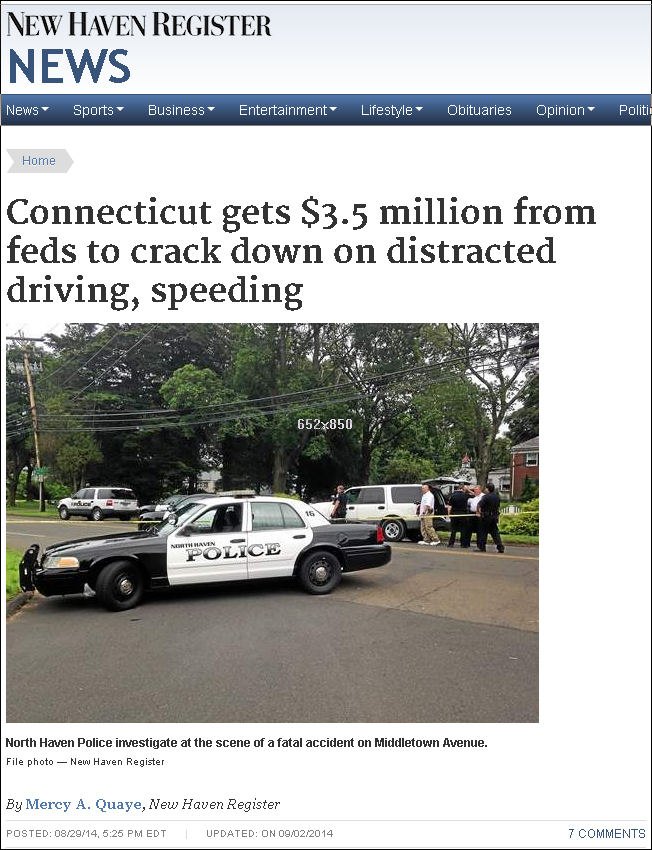 NEW HAVEN REGISTER
NEWS
News Sports Business Entertainment Lifestyle Obituaries Opinion Politi
Home
Connecticut gets $3.5 million from
feds to crack down on distracted
driving, speeding
652x850
POLICE
16
NORTH HAVEN
POLICE
North Haven Police investigate at the scene of a fatal accident on Middletown Avenue.
File photo — New Haven Register
By Mercy A. Quaye, New Haven Register
POSTED: 08/29/14, 5:25 PM EDT | UPDATED: ON 09/02/2014 7 COMMENTS